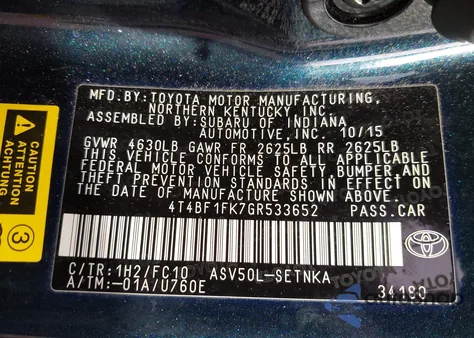 MFD. BY: TOYOTA MOTOR MANUFACTURING,
NORTHERN KENTUCKY INC.
ASSEMBLED BY: SUBARU OF INDIANA
AUTOMOTIVE, INC. 10/15
GVWR 4630LB GAWR FR 2625LB RR 2625LB
THIS VEHICLE CONFORMS TO ALL APPLICABLE
FEDERAL MOTOR VEHICLE SAFETY, BUMPER, AND
THEFT PREVENTION STANDARDS IN EFFECT ON
THE DATE OF MANUFACTURE SHOWN ABOVE.
4T4BF1FK7GR533652 PASS.CAR
C/TR: 1H2/FC10 ASV50L-SETNKA
A/TM: -01A/U760E 34180
TOYOTA
CAUTION
ATTENTION
ACHTUNG
3